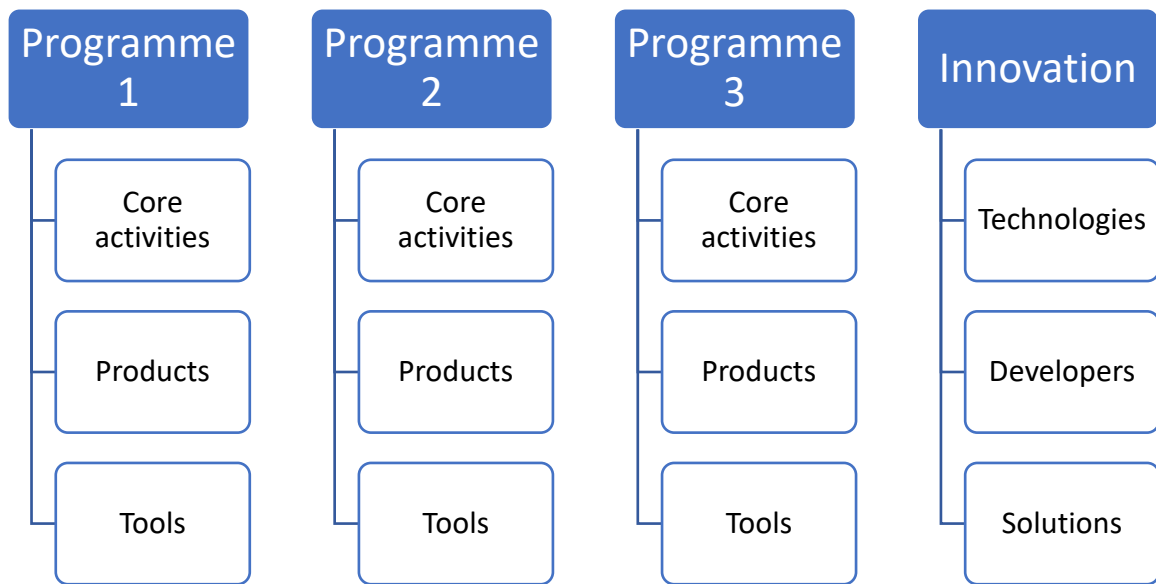 Programme
1
Core
activities
Products
Tools
Programme
2
Core
activities
Products
Tools
Programme
3
Core
activities
Products
Tools
Innovation
Technologies
Developers
Solutions